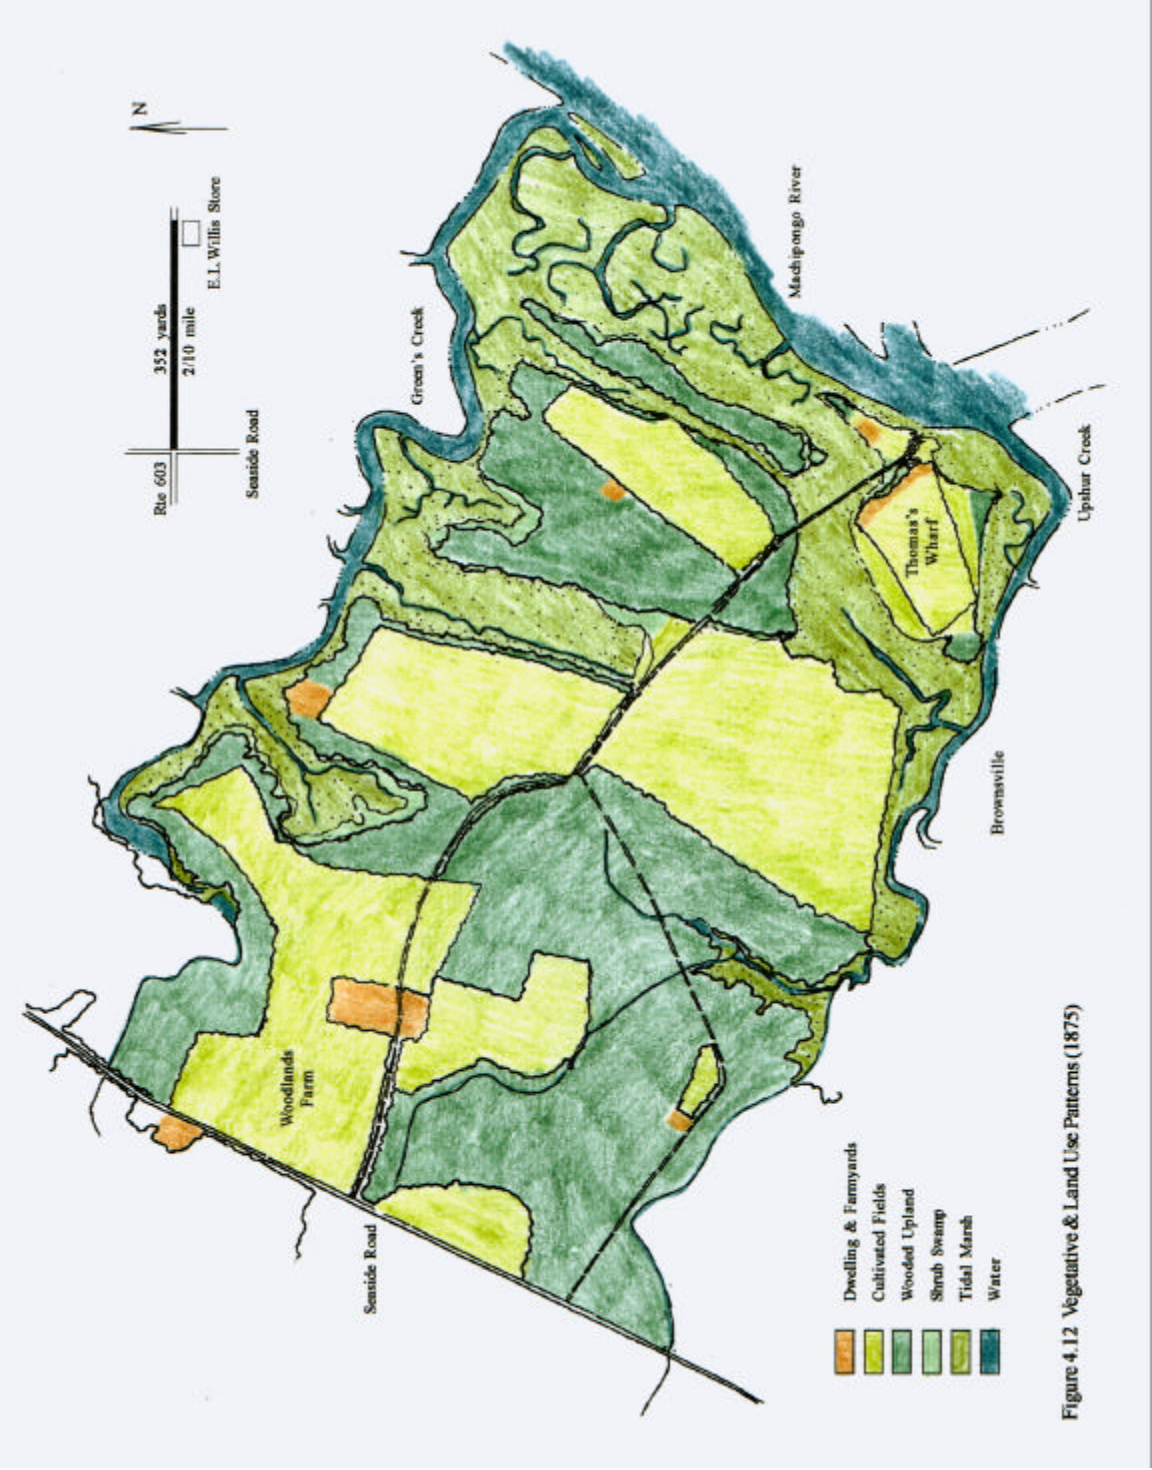 N
352 yards
2/10 mile
Rte 603
E.L. Willis Store
Seaside Road
Green's Creek
Machipongo River
Woodlands
Farm
Thomas's
Wharf
Upshur Creek
Brownsville
Seaside Road
Dwelling & Farmyards
Cultivated Fields
Wooded Upland
Shrub Swamp
Tidal Marsh
Water
Figure 4.12 Vegetative & Land Use Patterns (1875)